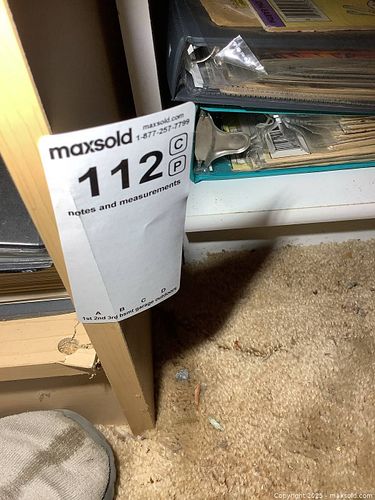 maxsold
maxsold.com
1-877-257-7799
112
C
P
notes and measurements
A B C D
1st 2nd 3rd bsmt garage outdoors
Copyright 2025 - maxsold.com